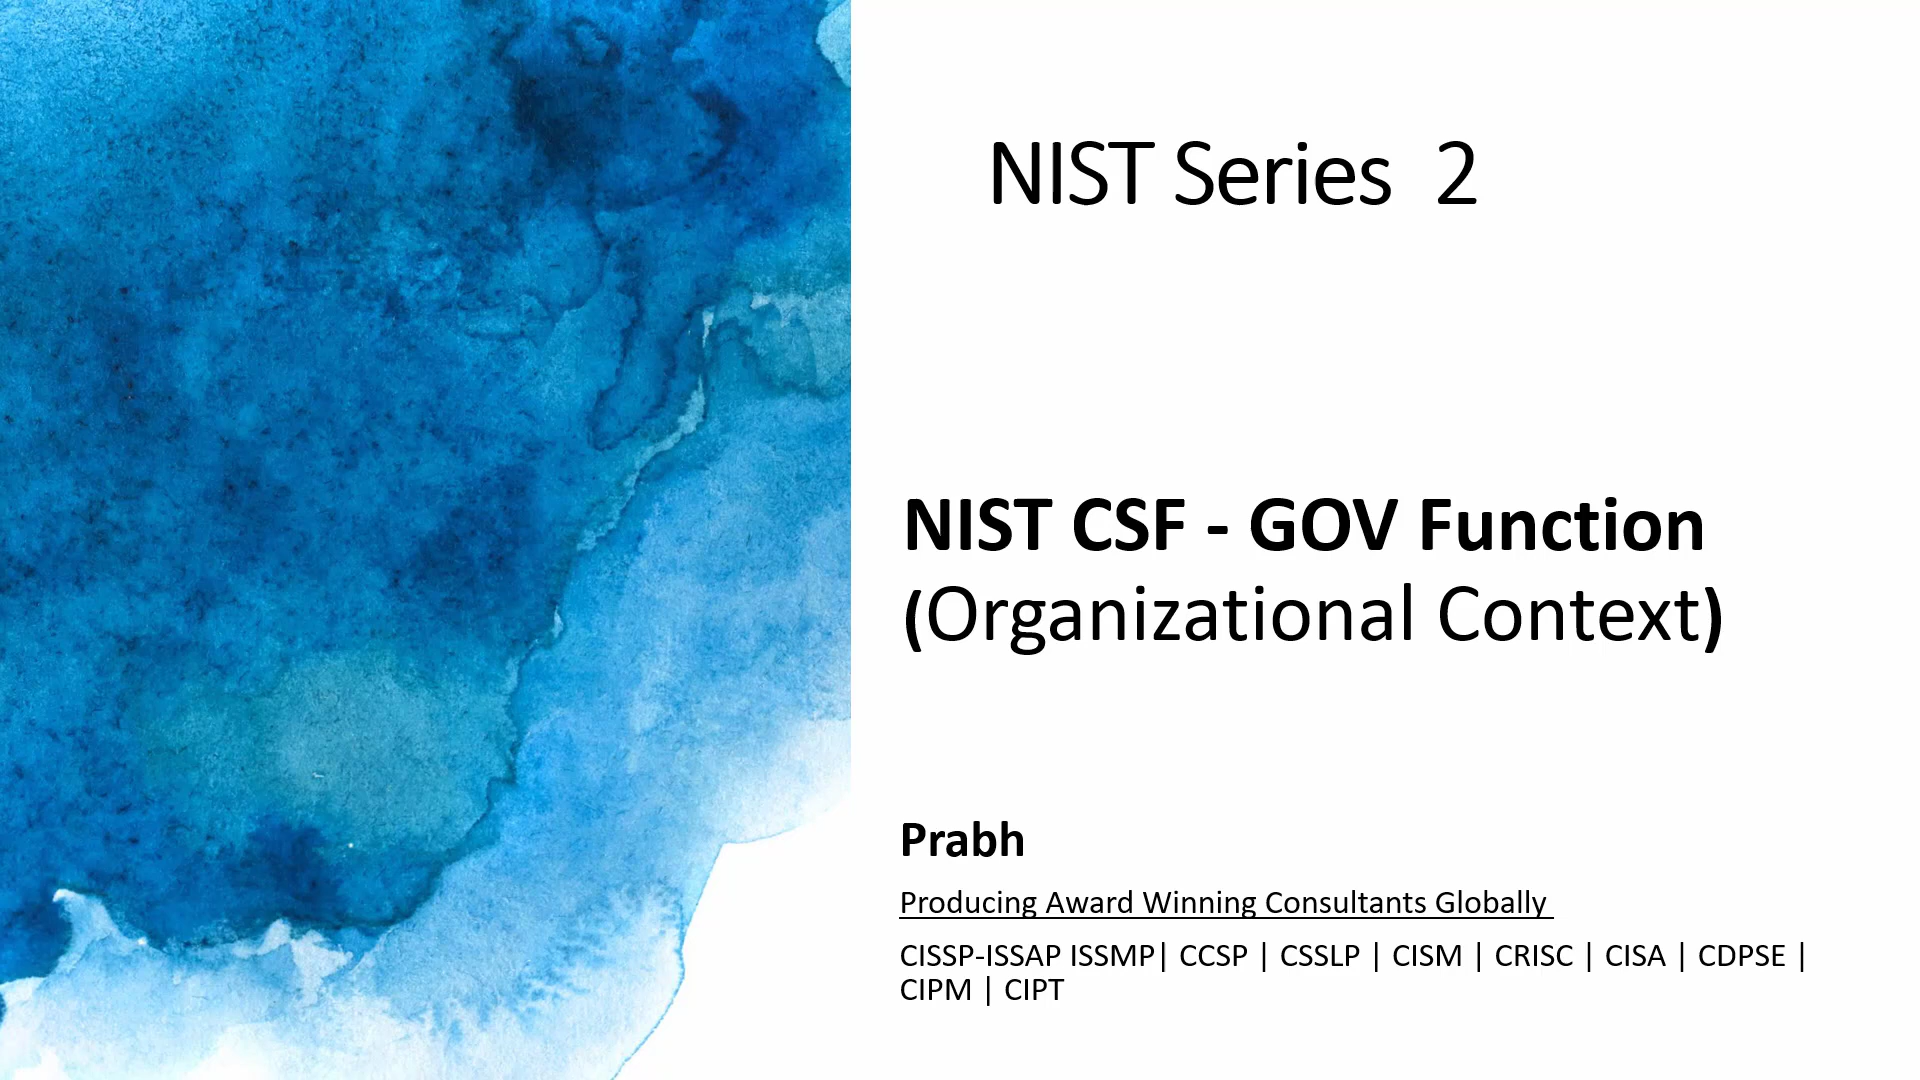 NIST Series 2
NIST CSF - GOV Function
(Organizational Context)
Prabh
Producing Award Winning Consultants Globally
CISSP-ISSAP ISSMP| CCSP | CSSLP | CISM | CRISC | CISA | CDPSE |
CIPM | CIPT